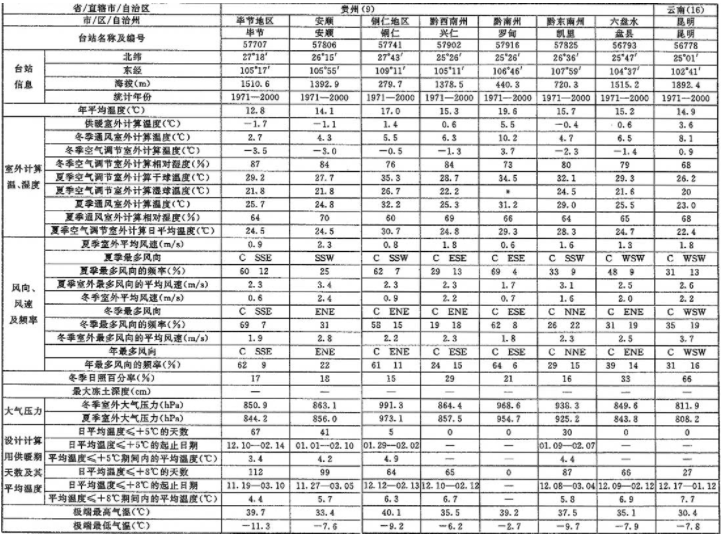 省/直辖市/自治区 贵州(9) 云南(16)
市/区/自治州 毕节地区 安顺 铜仁地区 黔西南州 黔南州 黔东南州 六盘水 昆明
台站名称及编号 毕节 安顺 铜仁 兴仁 罗甸 凯里 盘县 昆明
57707 57806 57741 57902 57916 57825 56793 56778
台站信息
北纬 27°18′ 26°15′ 27°43′ 25°26′ 25°26′ 26°36′ 25°47′ 25°01′
东经 105°17′ 105°55′ 109°11′ 105°11′ 106°46′ 107°59′ 104°37′ 102°41′
海拔(m) 1510.6 1392.9 279.7 1378.5 440.3 720.3 1515.2 1892.4
统计年份 1971—2000 1971—2000 1971—2000 1971—2000 1971—2000 1971—2000 1971—2000 1971—2000
年平均温度(℃) 12.8 14.1 17.0 15.3 19.6 15.7 15.2 14.9
室外计算温、湿度
供暖室外计算温度(℃) −1.7 −1.1 1.4 0.6 5.5 −0.4 0.6 3.6
冬季通风室外计算温度(℃) 2.7 4.3 5.5 6.3 10.2 4.7 6.5 8.1
冬季空气调节室外计算温度(℃) −3.5 −3.0 −0.5 −1.3 3.7 −2.3 −1.4 0.9
冬季空气调节室外计算相对湿度(%) 87 84 76 84 73 80 79 68
夏季空气调节室外计算干球温度(℃) 29.2 27.7 35.3 28.7 34.5 32.1 29.3 26.2
夏季空气调节室外计算湿球温度(℃) 21.8 21.8 26.7 22.2 * 24.5 21.6 20
夏季通风室外计算温度(℃) 25.7 24.8 32.2 25.3 31.2 29.0 25.5 23.0
夏季通风室外计算相对湿度(%) 64 70 60 69 66 64 65 68
夏季空气调节室外计算日平均温度(℃) 24.5 24.5 30.7 24.8 29.3 28.3 24.7 22.4
风向、风速及频率
夏季室外平均风速(m/s) 0.9 2.3 0.8 1.8 0.6 1.6 1.3 1.8
夏季最多风向 C SSE SSW C SSW C ESE C ESE C SSW C WSW C WSW
夏季最多风向的频率(%) 60 12 25 62 7 29 13 69 4 33 9 48 9 31 13
夏季室外最多风向的平均风速(m/s) 2.3 3.4 2.3 2.3 1.7 3.1 2.5 2.6
冬季室外平均风速(m/s) 0.6 2.4 0.9 2.2 0.7 1.6 2.0 2.2
冬季最多风向 C SSE ENE C ENE C ENE C ESE C NNE C ENE C WSW
冬季最多风向的频率(%) 69 7 31 58 15 19 18 62 8 26 22 31 19 35 19
冬季室外最多风向的平均风速(m/s) 1.9 2.8 2.2 2.3 1.8 2.3 2.5 3.7
年最多风向 C SSE ENE C ENE C ESE C ESE C NNE C ENE C WSW
年最多风向的频率(%) 62 9 22 61 11 24 15 64 6 29 15 39 14 31 16
冬季日照百分率(%) 17 18 15 29 21 16 33 66
最大冻土深度(cm) — — — — — — — —
大气压力
冬季室外大气压力(hPa) 850.9 863.1 991.3 864.4 968.6 938.3 849.6 811.9
夏季室外大气压力(hPa) 844.2 856.0 973.1 857.5 954.7 925.2 843.8 808.2
设计计算用供暖期天数及其平均温度
日平均温度≤+5℃的天数 67 41 5 0 0 30 0 0
日平均温度≤+5℃的起止日期 12.10—02.14 01.01—02.10 01.29—02.02 — — 01.09—02.07 — —
平均温度≤+5℃期间内的平均温度(℃) 3.4 4.2 4.9 — — 4.4 — —
日平均温度≤+8℃的天数 112 99 64 65 0 87 66 27
日平均温度≤+8℃的起止日期 11.19—03.10 11.27—03.05 12.12—02.13 12.10—02.12 — 12.08—03.04 12.09—02.12 12.17—01.12
平均温度≤+8℃期间内的平均温度(℃) 4.4 5.7 6.3 6.7 — 5.8 6.9 7.7
极端最高气温(℃) 39.7 33.4 40.1 35.5 39.2 37.5 35.1 30.4
极端最低气温(℃) −11.3 −7.6 −9.2 −6.2 −2.7 −9.7 −7.9 −7.8